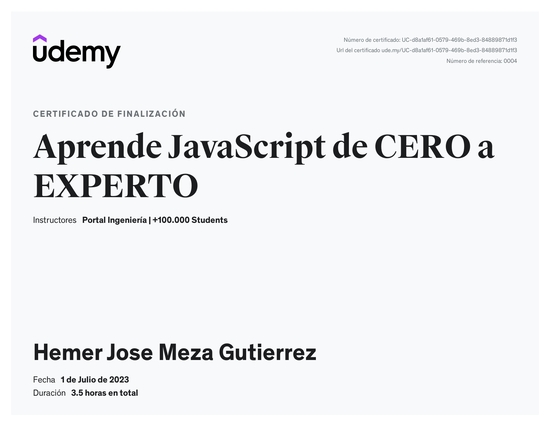 udemy
Número de certificado: UC-d8a1af61-0579-469b-8ed3-84889871d1f3
Url del certificado ude.my/UC-d8a1af61-0579-469b-8ed3-84889871d1f3
Número de referencia: 0004
CERTIFICADO DE FINALIZACIÓN
Aprende JavaScript de CERO a
EXPERTO
Instructores Portal Ingeniería | +100.000 Students
Hemer Jose Meza Gutierrez
Fecha 1 de Julio de 2023
Duración 3.5 horas en total